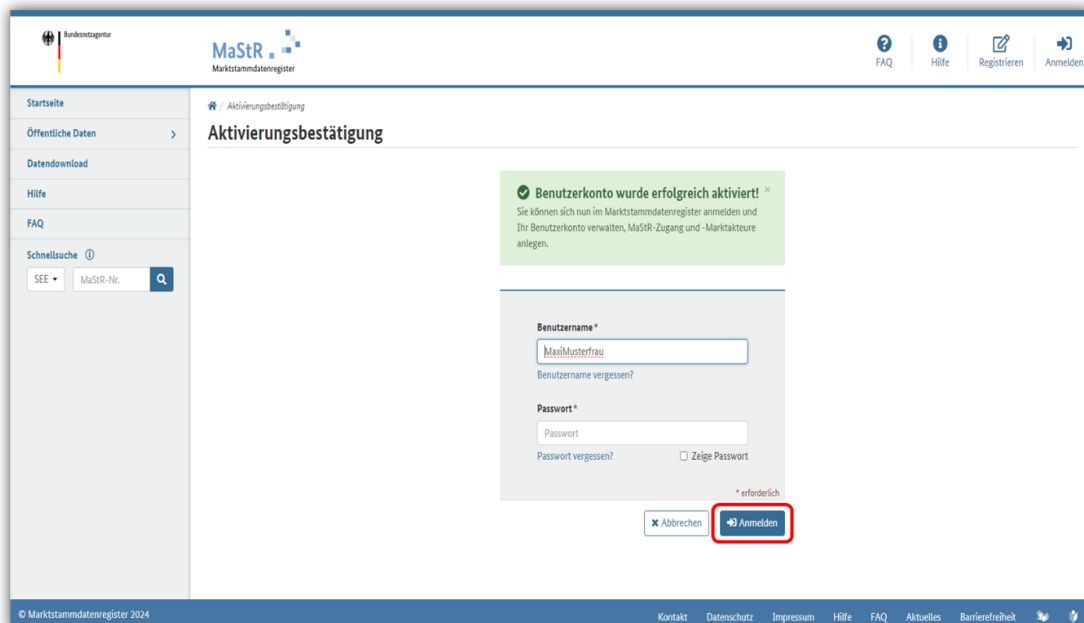 Bundesnetzagentur
MaStR
Marktstammdatenregister
FAQ
Hilfe
Registrieren
Anmelden
Startseite
Öffentliche Daten
Datendownload
Hilfe
FAQ
Schnellsuche
SEE
MaStR-Nr.
/ Aktivierungsbestätigung
Aktivierungsbestätigung
Benutzerkonto wurde erfolgreich aktiviert! ×
Sie können sich nun im Marktstammdatenregister anmelden und
Ihr Benutzerkonto verwalten, MaStR-Zugang und -Marktakteure
anlegen.
Benutzername *
MaxiMusterfrau
Benutzername vergessen?
Passwort *
Passwort
Passwort vergessen?
Zeige Passwort
* erforderlich
Abbrechen
Anmelden
© Marktstammdatenregister 2024
Kontakt Datenschutz Impressum Hilfe FAQ Aktuelles Barrierefreiheit